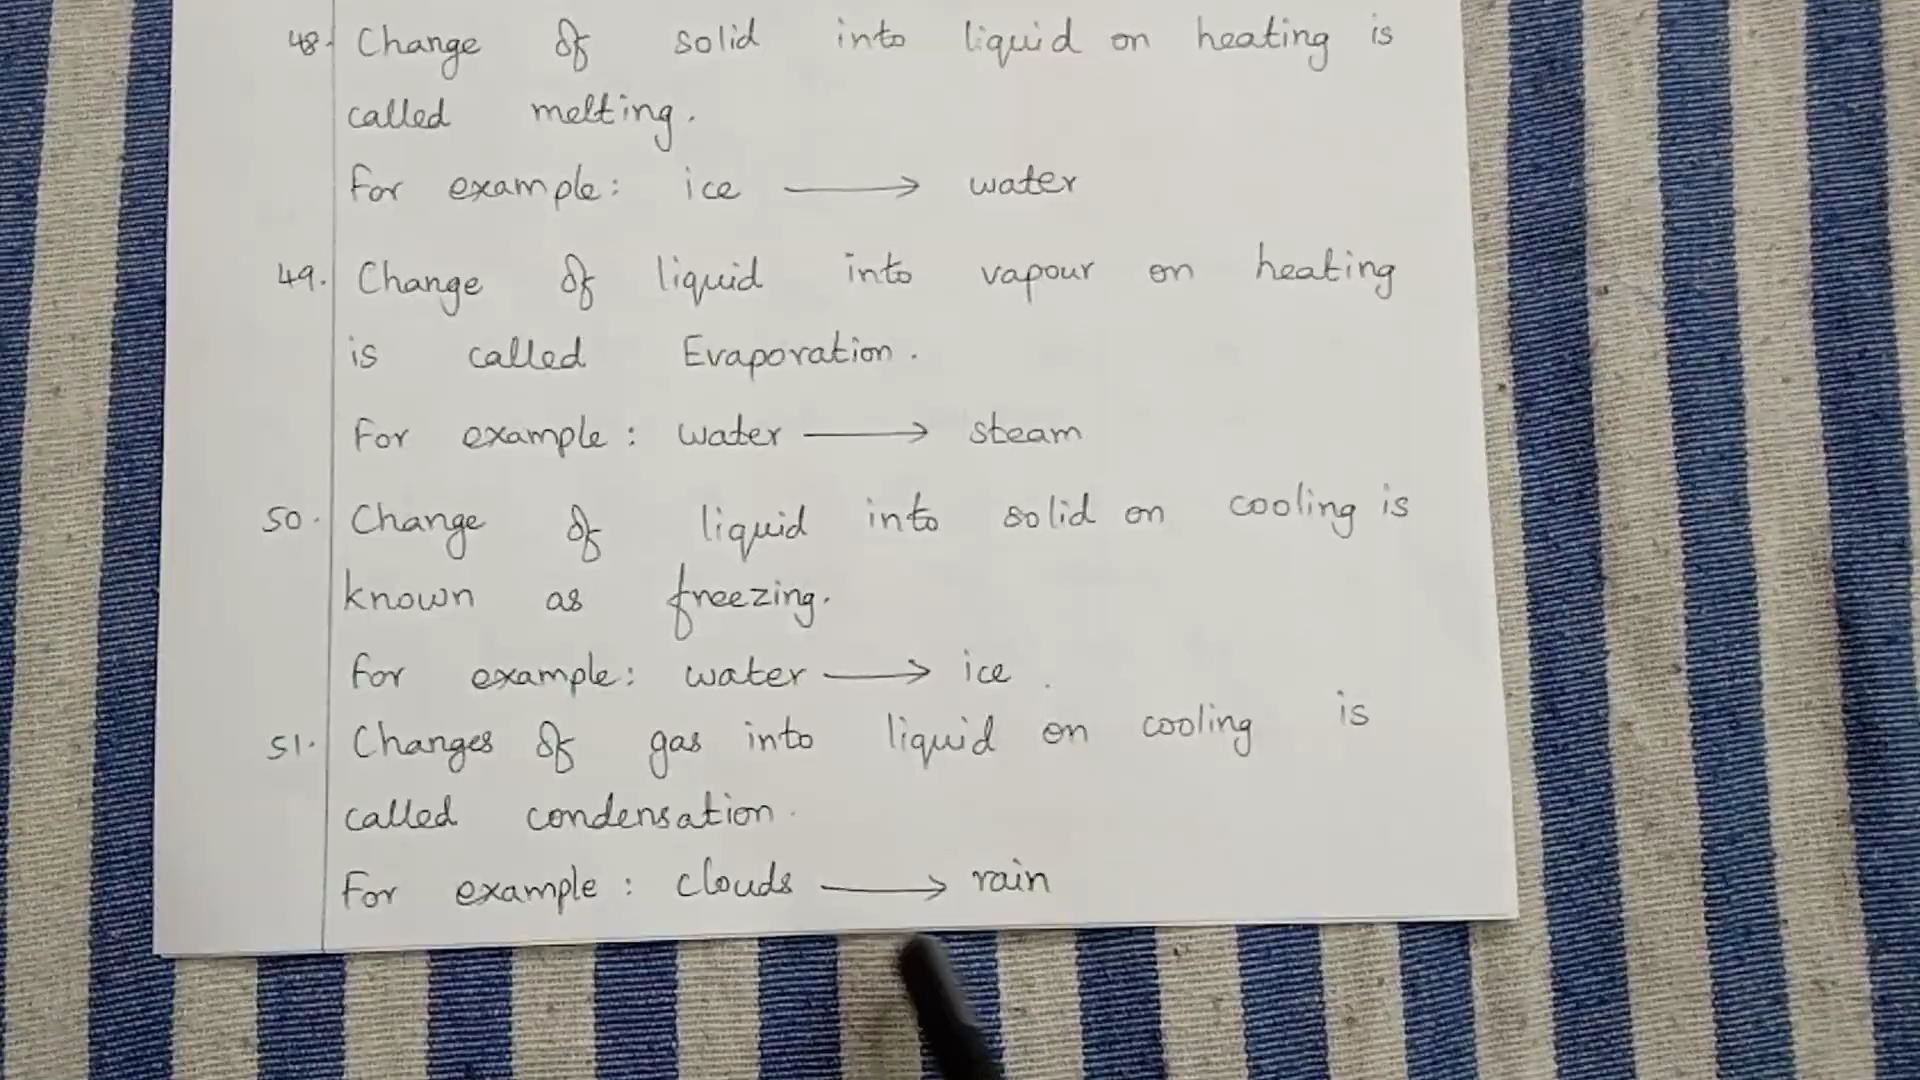 48. Change of solid into liquid on heating is
called melting.
For example: ice → water
49. Change of liquid into vapour on heating
is called Evaporation.
For example: water → steam
50. Change of liquid into solid on cooling is
known as freezing.
For example: water → ice.
51. Changes of gas into liquid on cooling is
called condensation.
For example: clouds → rain